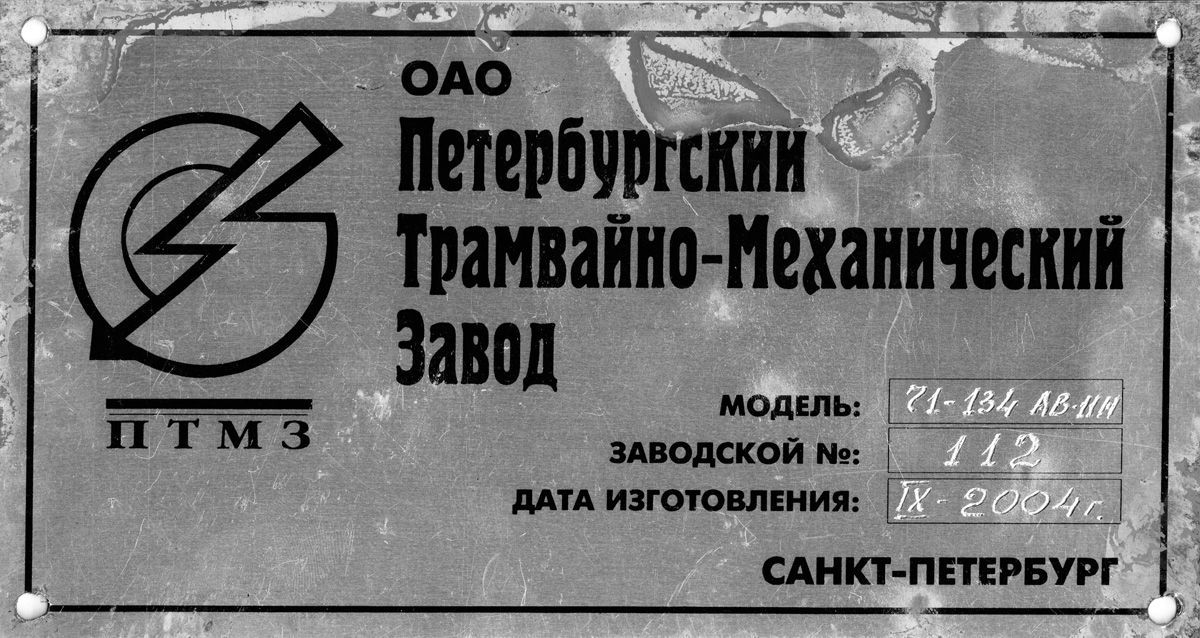 ОАО
Петербургский
Трамвайно-Механический
Завод
ПТМЗ
МОДЕЛЬ: 71-134 АВ-ПН
ЗАВОДСКОЙ №: 112
ДАТА ИЗГОТОВЛЕНИЯ: IX-2004г.
САНКТ-ПЕТЕРБУРГ